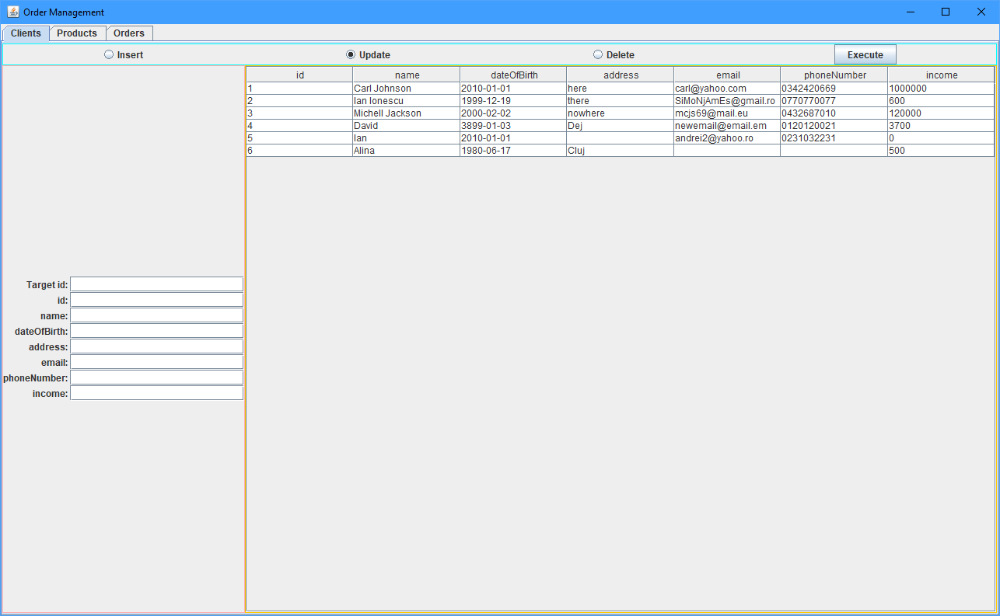 Order Management
Clients Products Orders
Insert Update Delete Execute
id name dateOfBirth address email phoneNumber income
1 Carl Johnson 2010-01-01 here carl@yahoo.com 0342420669 1000000
2 Ian Ionescu 1999-12-19 there SiMoNjAmEs@gmail.ro 0770770077 600
3 Michell Jackson 2000-02-02 nowhere mcjs69@mail.eu 0432687010 120000
4 David 3899-01-03 Dej newemail@email.em 0120120021 3700
5 Ian 2010-01-01 andrei2@yahoo.ro 0231032231 0
6 Alina 1980-06-17 Cluj 500
Target id:
id:
name:
dateOfBirth:
address:
email:
phoneNumber:
income: